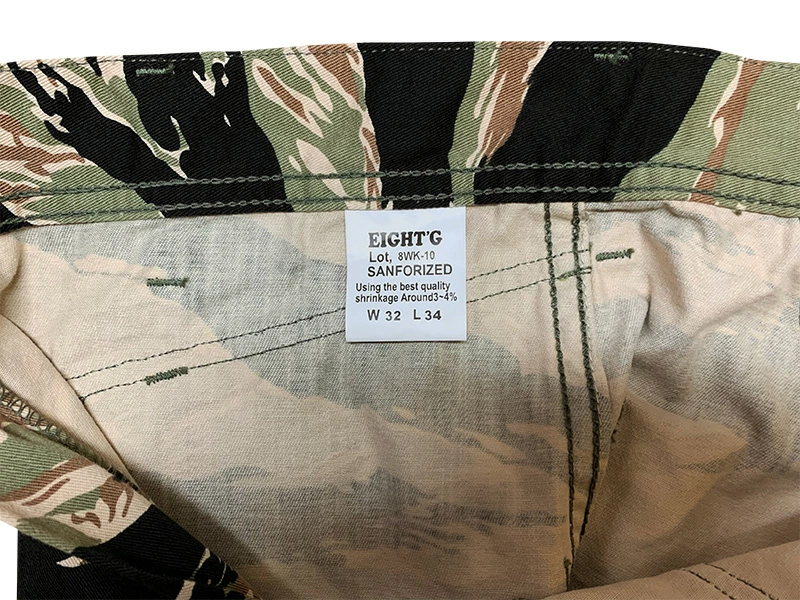 EIGHT'G
Lot, 8WK-10
SANFORIZED
Using the best quality
shrinkage Around3~4%
W 32 L 34